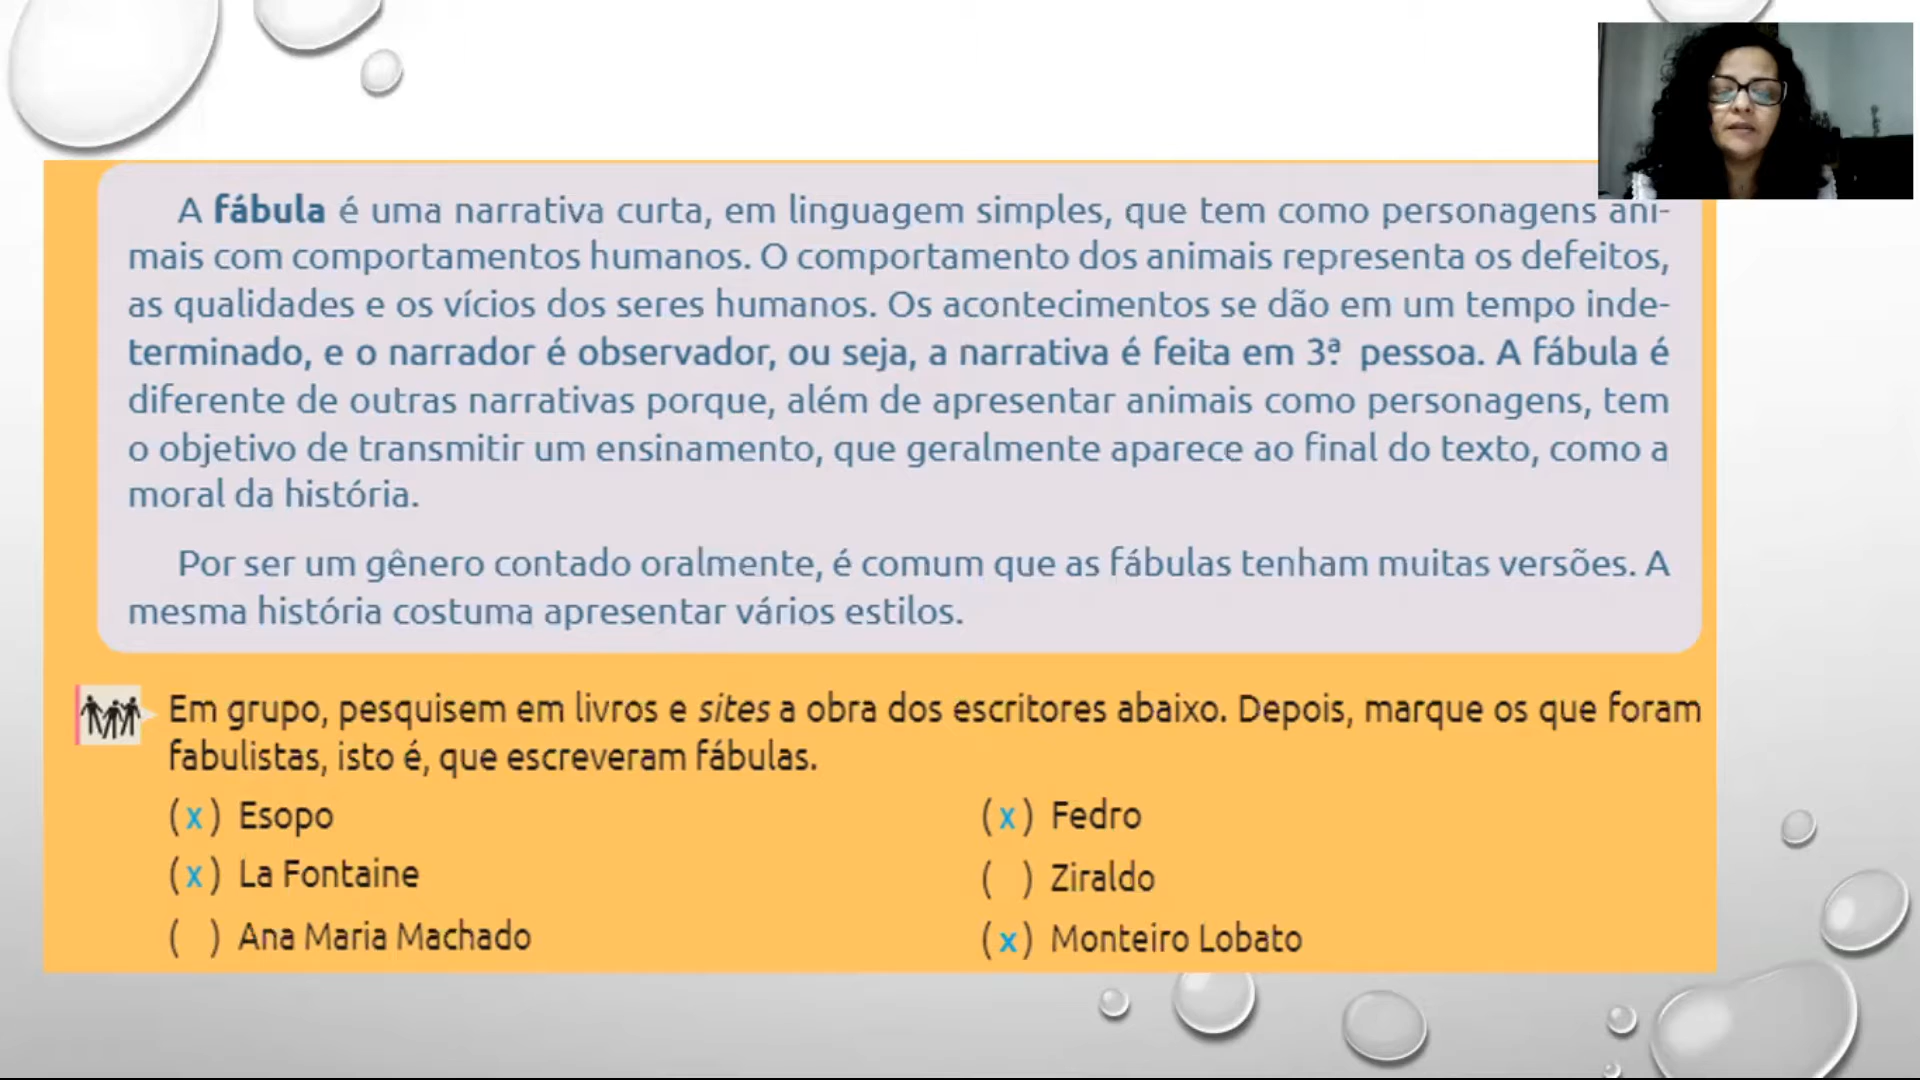 A fábula é uma narrativa curta, em linguagem simples, que tem como personagens ani-
mais com comportamentos humanos. O comportamento dos animais representa os defeitos,
as qualidades e os vícios dos seres humanos. Os acontecimentos se dão em um tempo inde-
terminado, e o narrador é observador, ou seja, a narrativa é feita em 3ª. pessoa. A fábula é
diferente de outras narrativas porque, além de apresentar animais como personagens, tem
o objetivo de transmitir um ensinamento, que geralmente aparece ao final do texto, como a
moral da história.
Por ser um gênero contado oralmente, é comum que as fábulas tenham muitas versões. A
mesma história costuma apresentar vários estilos.
Em grupo, pesquisem em livros e sites a obra dos escritores abaixo. Depois, marque os que foram
fabulistas, isto é, que escreveram fábulas.
(x) Esopo
(x) La Fontaine
( ) Ana Maria Machado
(x) Fedro
( ) Ziraldo
(x) Monteiro Lobato